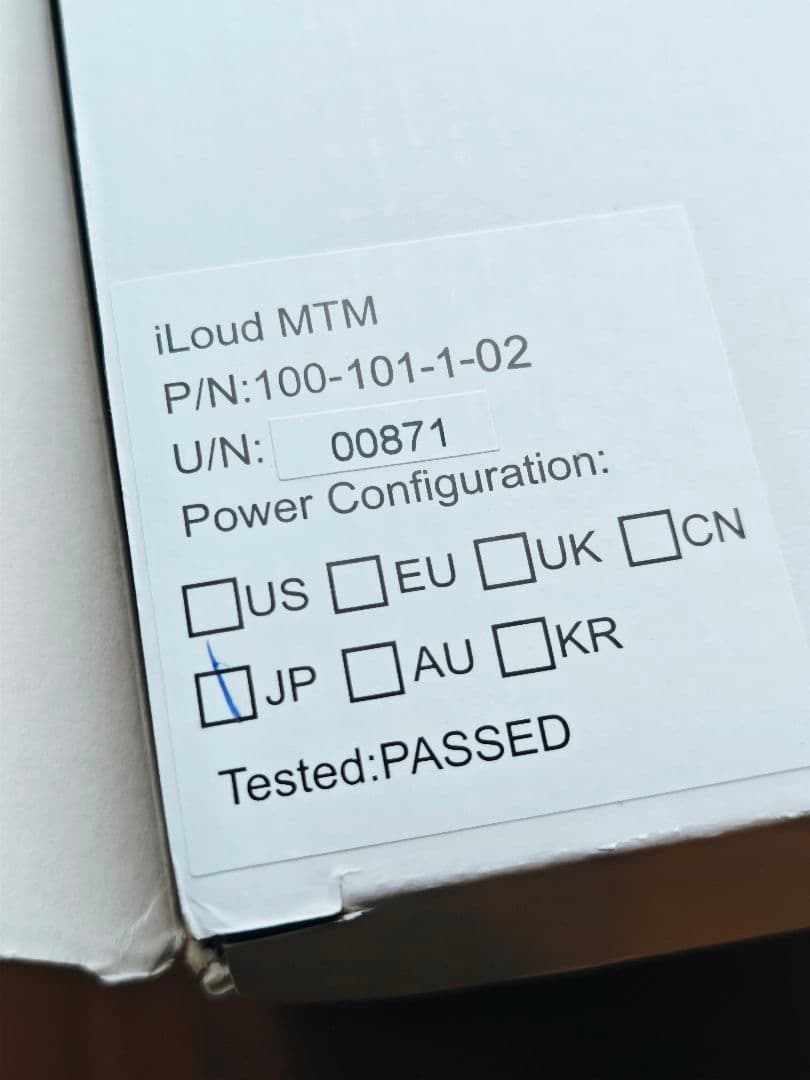 iLoud MTM
P/N:100-101-1-02
U/N: 00871
Power Configuration:
US EU UK CN
JP AU KR
Tested:PASSED